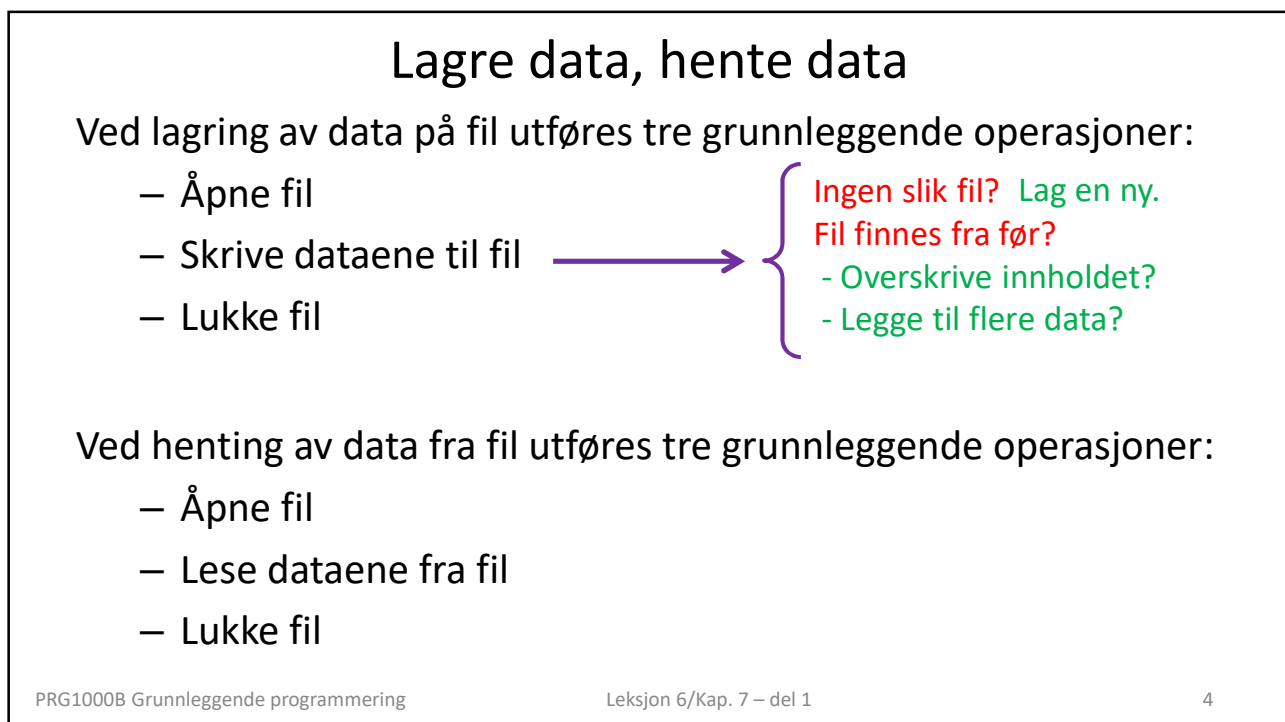 Lagre data, hente data
Ved lagring av data på fil utføres tre grunnleggende operasjoner:
– Åpne fil
– Skrive dataene til fil
– Lukke fil
Ingen slik fil? Lag en ny.
Fil finnes fra før?
- Overskrive innholdet?
- Legge til flere data?
Ved henting av data fra fil utføres tre grunnleggende operasjoner:
– Åpne fil
– Lese dataene fra fil
– Lukke fil
PRG1000B Grunnleggende programmering
Leksjon 6/Kap. 7 – del 1
4